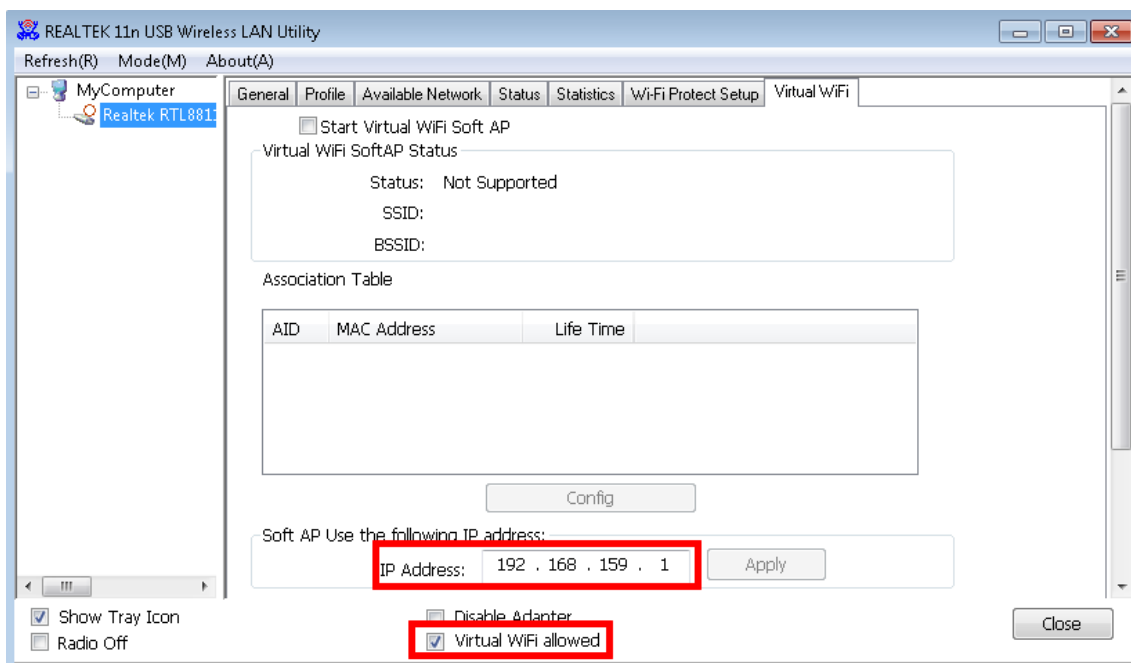 REALTEK 11n USB Wireless LAN Utility
Refresh(R) Mode(M) About(A)
MyComputer
Realtek RTL881
General Profile Available Network Status Statistics Wi-Fi Protect Setup Virtual WiFi
Start Virtual WiFi Soft AP
Virtual WiFi SoftAP Status
Status: Not Supported
SSID:
BSSID:
Association Table
AID MAC Address Life Time
Config
Soft AP Use the following IP address:
IP Address: 192 . 168 . 159 . 1 Apply
Show Tray Icon Disable Adapter
Radio Off Virtual WiFi allowed
Close